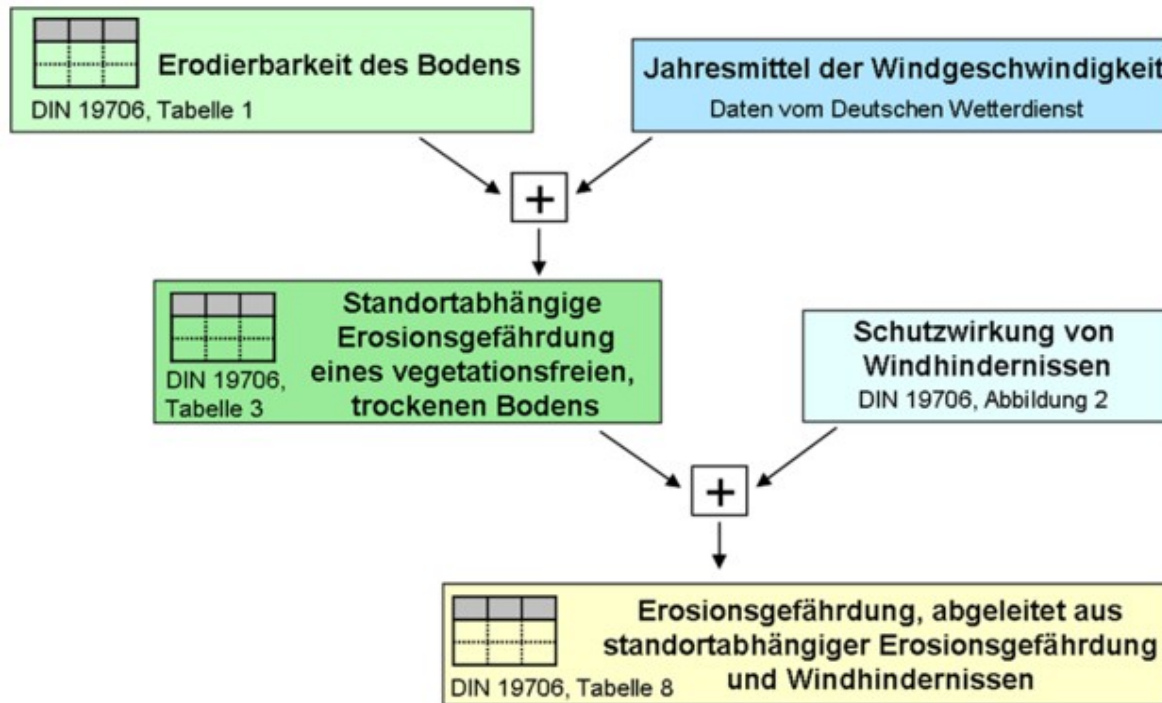 Erodierbarkeit des Bodens
DIN 19706, Tabelle 1
Jahresmittel der Windgeschwindigkeit
Daten vom Deutschen Wetterdienst
+
Standortabhängige
Erosionsgefährdung
eines vegetationsfreien,
trockenen Bodens
DIN 19706,
Tabelle 3
Schutzwirkung von
Windhindernissen
DIN 19706, Abbildung 2
+
Erosionsgefährdung, abgeleitet aus
standortabhängiger Erosionsgefährdung
und Windhindernissen
DIN 19706, Tabelle 8